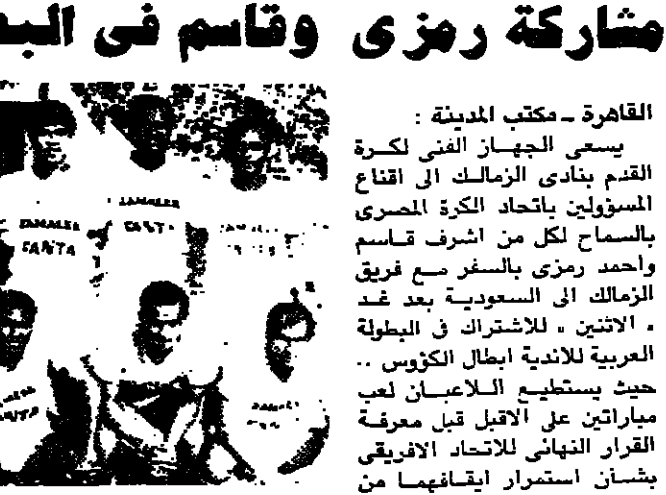 مشاركة رمزى وقاسم فى
القاهرة ـ مكتب المدينة :
يسعى الجهاز الفنى لكرة
القدم بنادى الزمالك الى اقناع
المسؤولين باتحاد الكرة المصرى
بالسماح لكل من اشرف قاسم
واحمد رمزى بالسفر مع فريق
الزمالك الى السعودية بعد غد
« الاثنين » للاشتراك فى البطولة
العربية للاندية ابطال الكؤوس ..
حيث يستطيع اللاعبان لعب
مباراتين على الاقل قبل معرفة
القرار النهائى للاتحاد الافريقى
بشأن استمرار ايقافهما من
ZAMALEK
ZAMALEK